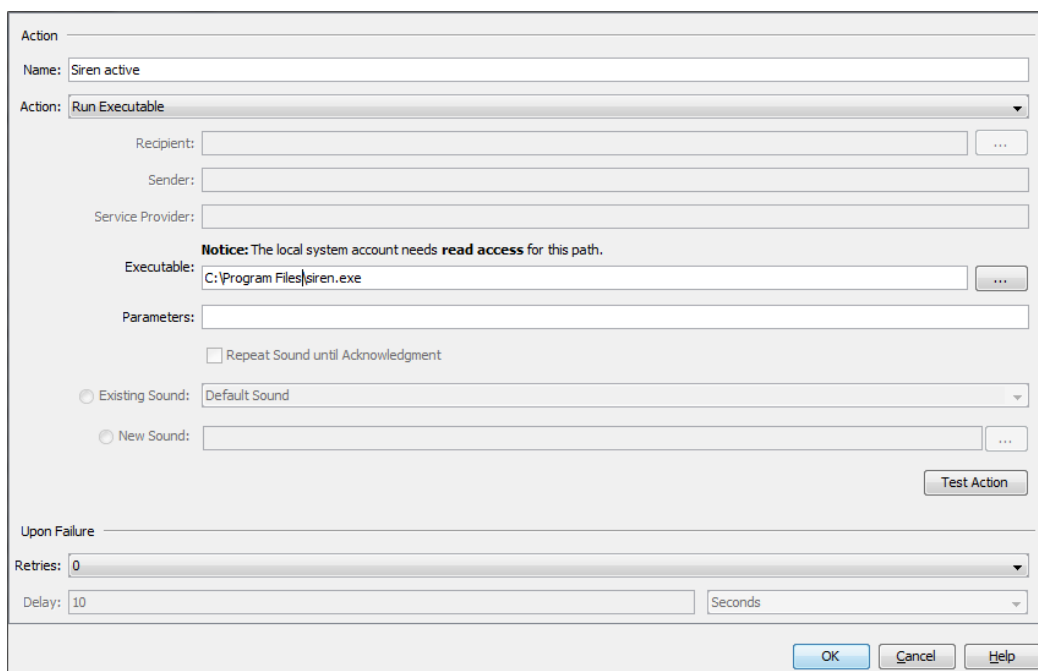 Action
Name: Siren active
Action: Run Executable
Recipient: ...
Sender:
Service Provider:
Notice: The local system account needs read access for this path.
Executable: C:\Program Files\siren.exe ...
Parameters:
Repeat Sound until Acknowledgment
Existing Sound: Default Sound
New Sound: ...
Test Action
Upon Failure
Retries: 0
Delay: 10 Seconds
OK Cancel Help